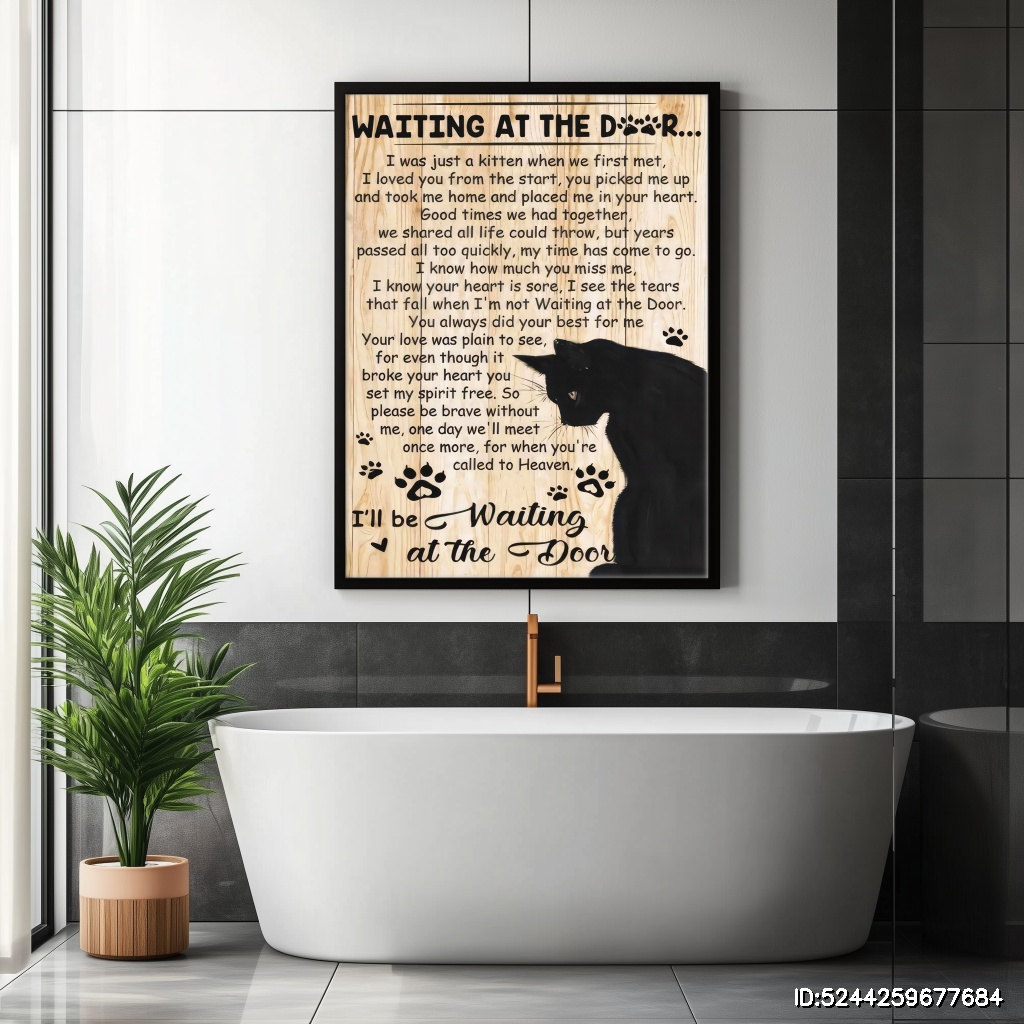 WAITING AT THE DOOR...
I was just a kitten when we first met,
I loved you from the start, you picked me up
and took me home and placed me in your heart.
Good times we had together,
we shared all life could throw, but years
passed all too quickly, my time has come to go.
I know how much you miss me,
I know your heart is sore, I see the tears
that fall when I'm not Waiting at the Door.
You always did your best for me
Your love was plain to see,
for even though it
broke your heart you
set my spirit free. So
please be brave without
me, one day we'll meet
once more, for when you're
called to Heaven.
I'll be Waiting
at the Door
ID:5244259677684